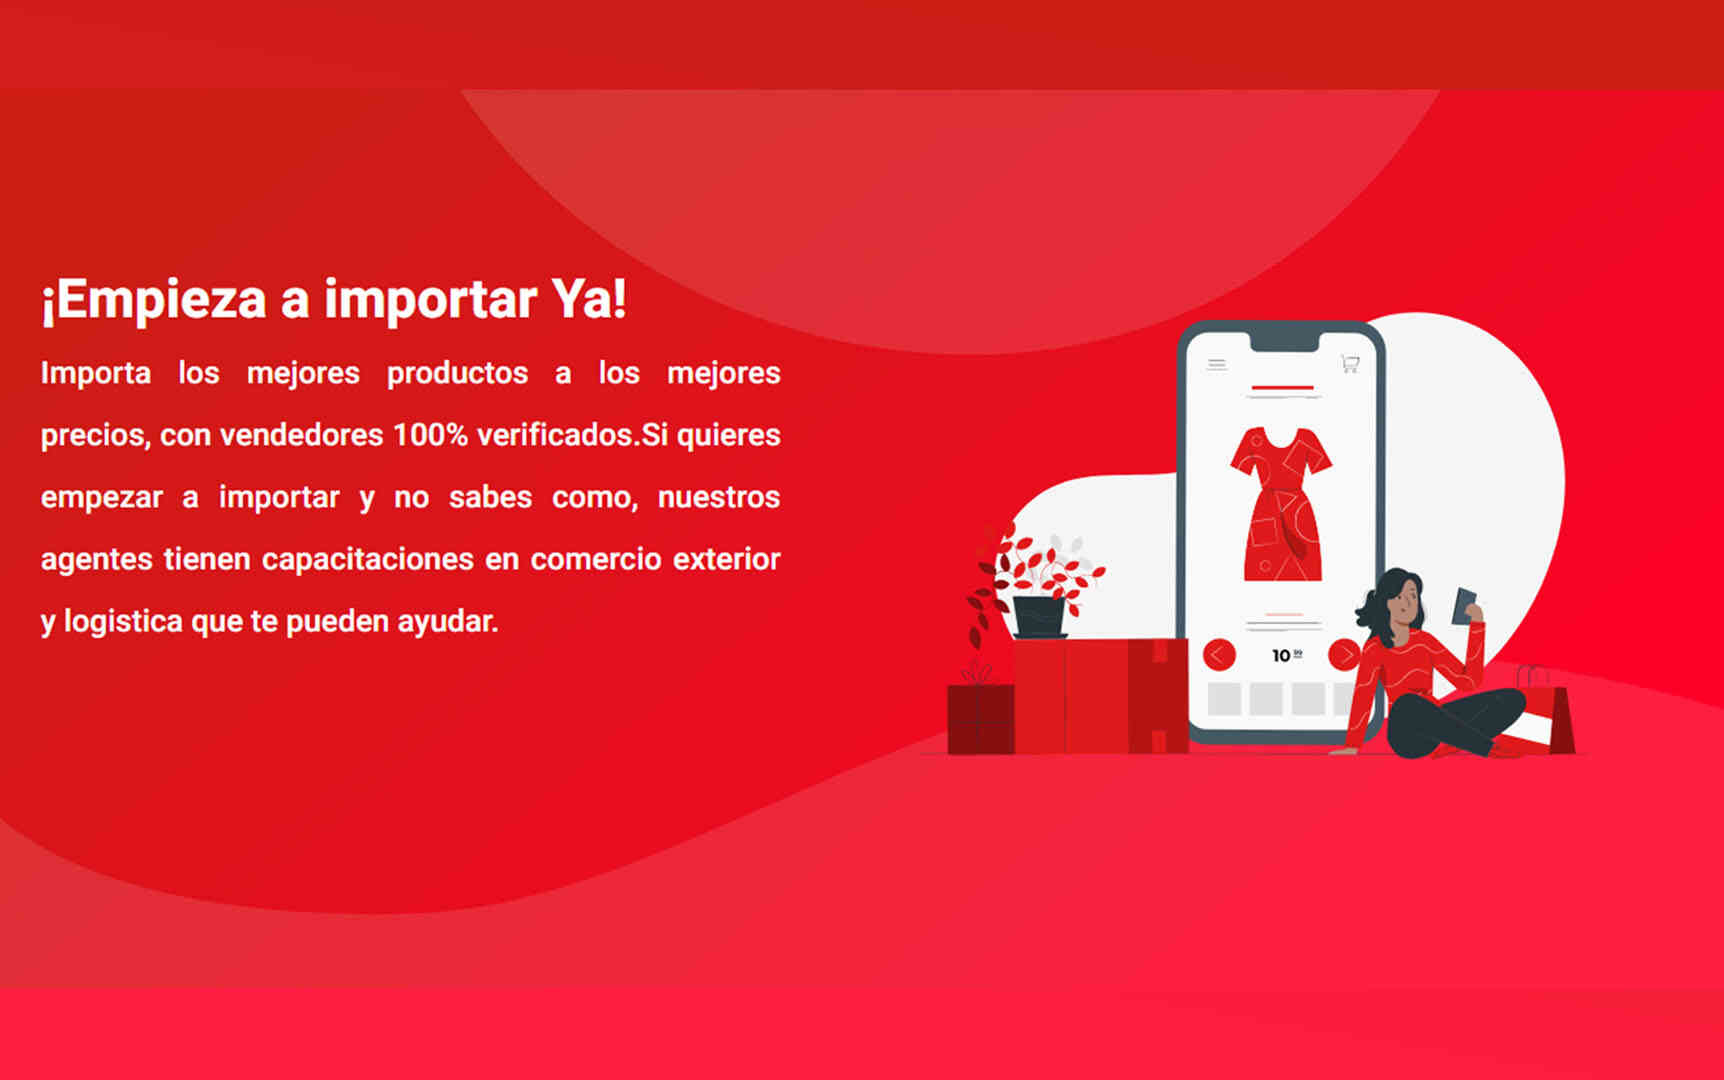 ¡Empieza a importar Ya!
Importa los mejores productos a los mejores
precios, con vendedores 100% verificados.Si quieres
empezar a importar y no sabes como, nuestros
agentes tienen capacitaciones en comercio exterior
y logistica que te pueden ayudar.
10 99